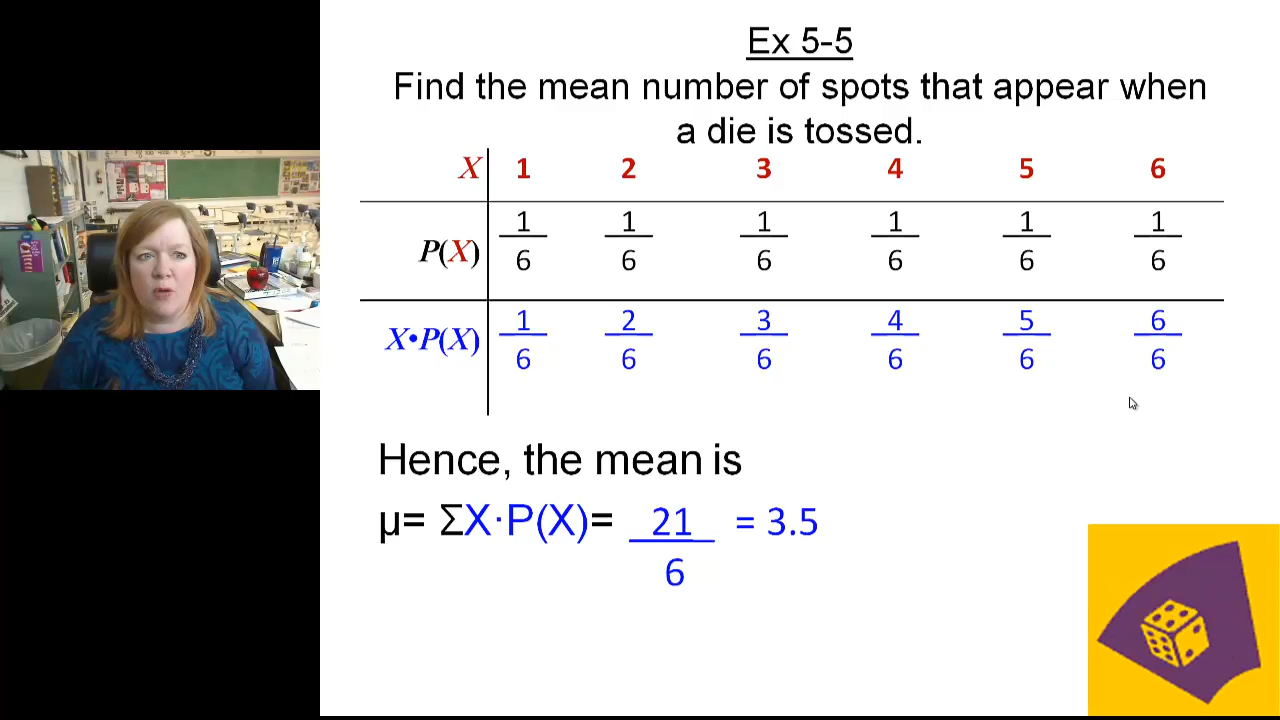 Ex 5-5
Find the mean number of spots that appear when
a die is tossed.
X 1 2 3 4 5 6
P(X) 1/6 1/6 1/6 1/6 1/6 1/6
X•P(X) 1/6 2/6 3/6 4/6 5/6 6/6
Hence, the mean is
μ= ΣX·P(X)= 21/6 = 3.5